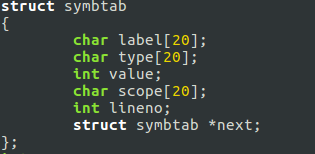 struct symbtab
{
        char label[20];
        char type[20];
        int value;
        char scope[20];
        int lineno;
        struct symbtab *next;
};